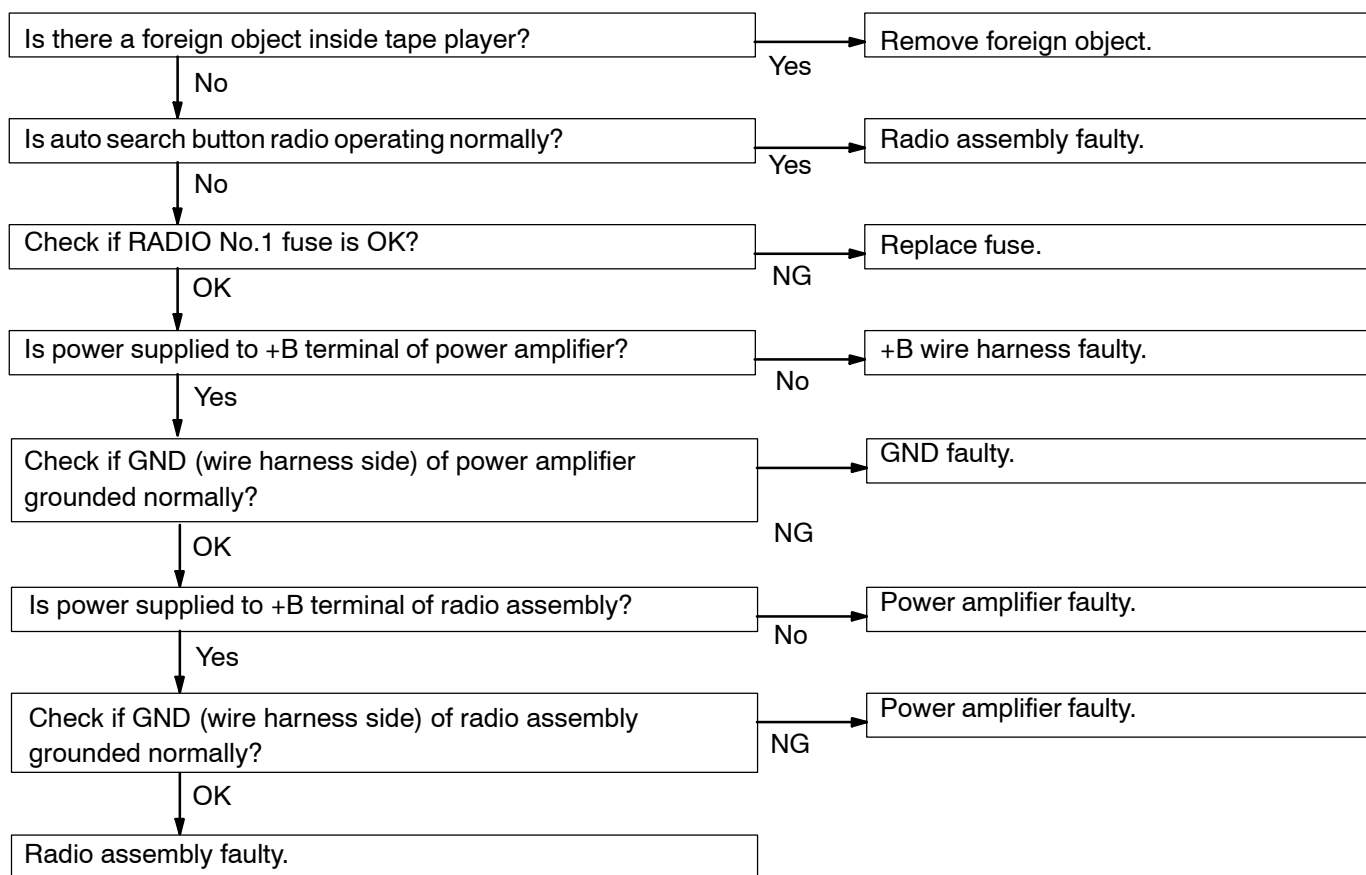 Is there a foreign object inside tape player?
Yes
Remove foreign object.
No
Is auto search button radio operating normally?
Yes
Radio assembly faulty.
No
Check if RADIO No.1 fuse is OK?
NG
Replace fuse.
OK
Is power supplied to +B terminal of power amplifier?
No
+B wire harness faulty.
Yes
Check if GND (wire harness side) of power amplifier
grounded normally?
NG
GND faulty.
OK
Is power supplied to +B terminal of radio assembly?
No
Power amplifier faulty.
Yes
Check if GND (wire harness side) of radio assembly
grounded normally?
NG
Power amplifier faulty.
OK
Radio assembly faulty.